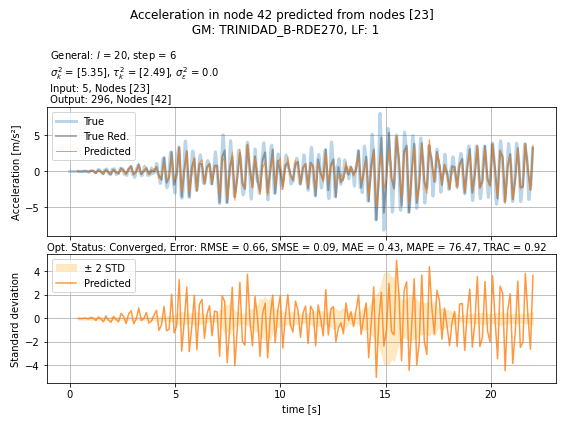 Acceleration in node 42 predicted from nodes [23]
GM: TRINIDAD_B-RDE270, LF: 1
General: l = 20, step = 6
σ²ₖ = [5.35], τ²ₖ = [2.49], σ²ε = 0.0
Input: 5, Nodes [23]
Output: 296, Nodes [42]
True
True Red.
Predicted
Acceleration [m/s²]
5
0
−5
Opt. Status: Converged, Error: RMSE = 0.66, SMSE = 0.09, MAE = 0.43, MAPE = 76.47, TRAC = 0.92
± 2 STD
Predicted
Standard deviation
4
2
0
−2
−4
0 5 10 15 20
time [s]